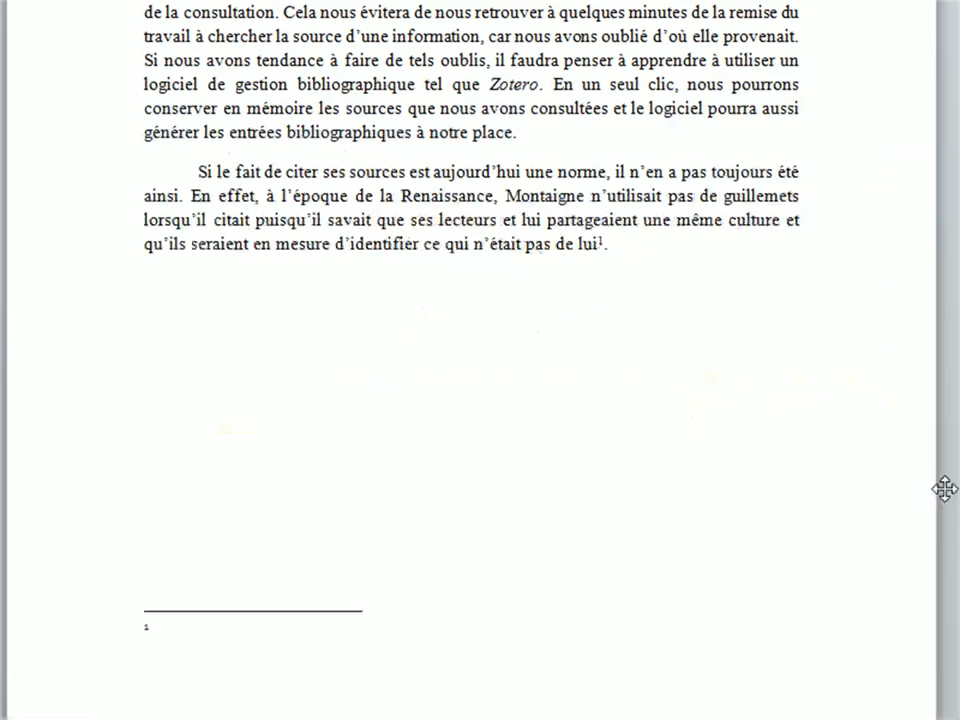 de la consultation. Cela nous évitera de nous retrouver à quelques minutes de la remise du
travail à chercher la source d’une information, car nous avons oublié d’où elle provenait.
Si nous avons tendance à faire de tels oublis, il faudra penser à apprendre à utiliser un
logiciel de gestion bibliographique tel que Zotero. En un seul clic, nous pourrons
conserver en mémoire les sources que nous avons consultées et le logiciel pourra aussi
générer les entrées bibliographiques à notre place.
Si le fait de citer ses sources est aujourd’hui une norme, il n’en a pas toujours été
ainsi. En effet, à l’époque de la Renaissance, Montaigne n’utilisait pas de guillemets
lorsqu’il citait puisqu’il savait que ses lecteurs et lui partageaient une même culture et
qu’ils seraient en mesure d’identifier ce qui n’était pas de lui¹.
¹